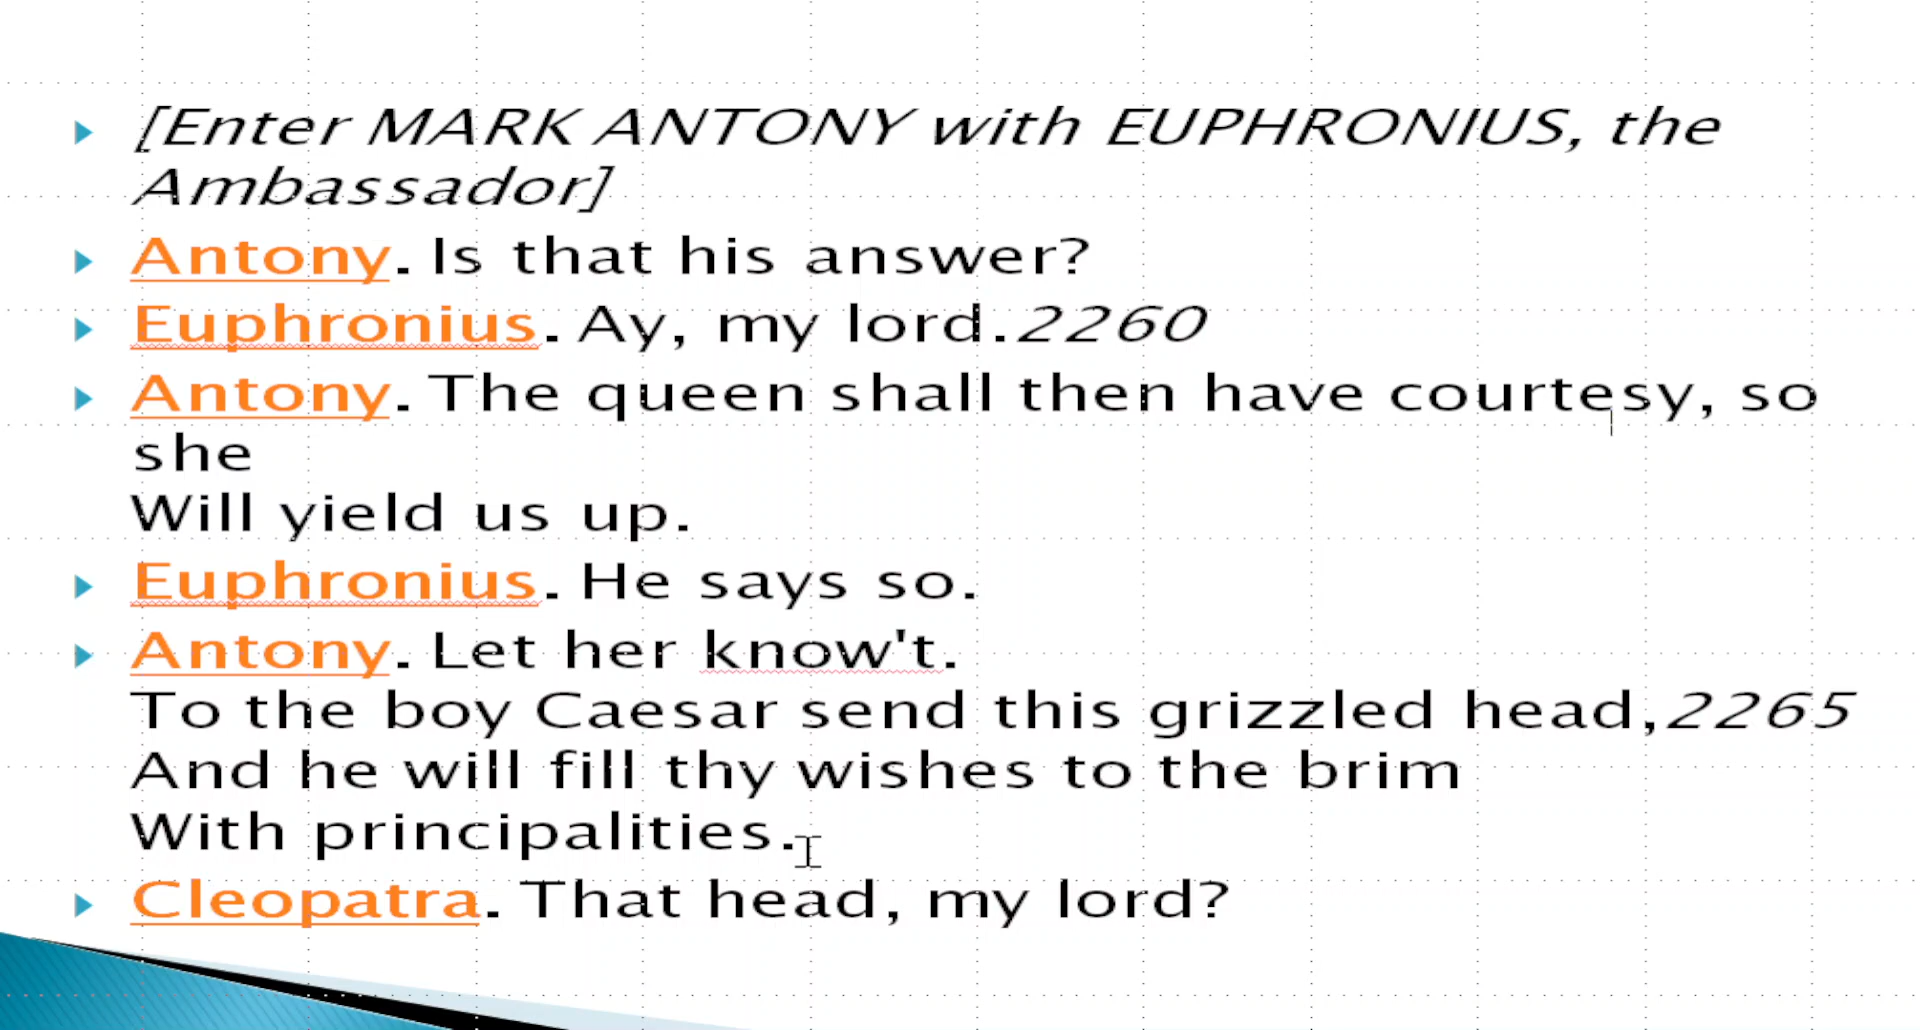 [Enter MARK ANTONY with EUPHRONIUS, the
Ambassador]
Antony. Is that his answer?
Euphronius. Ay, my lord.2260
Antony. The queen shall then have courtesy, so
she
Will yield us up.
Euphronius. He says so.
Antony. Let her know't.
To the boy Caesar send this grizzled head,2265
And he will fill thy wishes to the brim
With principalities.
Cleopatra. That head, my lord?